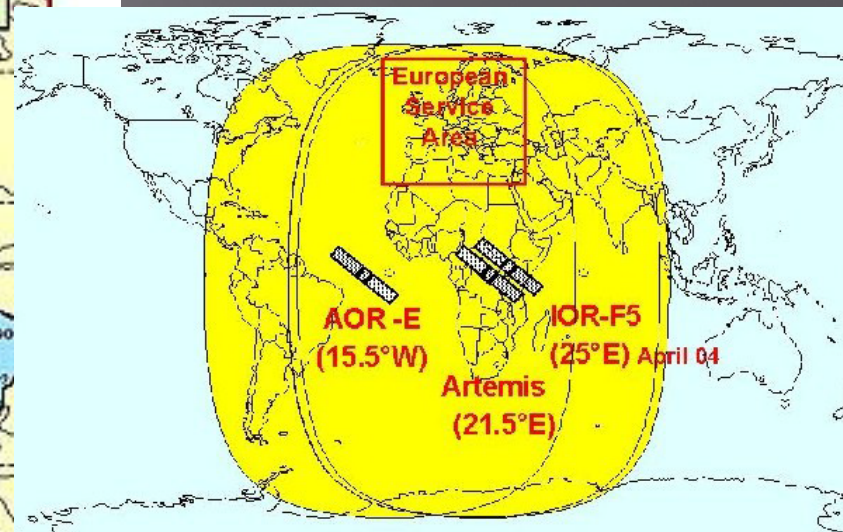 European
Service
Area
AOR -E
(15.5°W)
IOR-F5
(25°E) April 04
Artemis
(21.5°E)